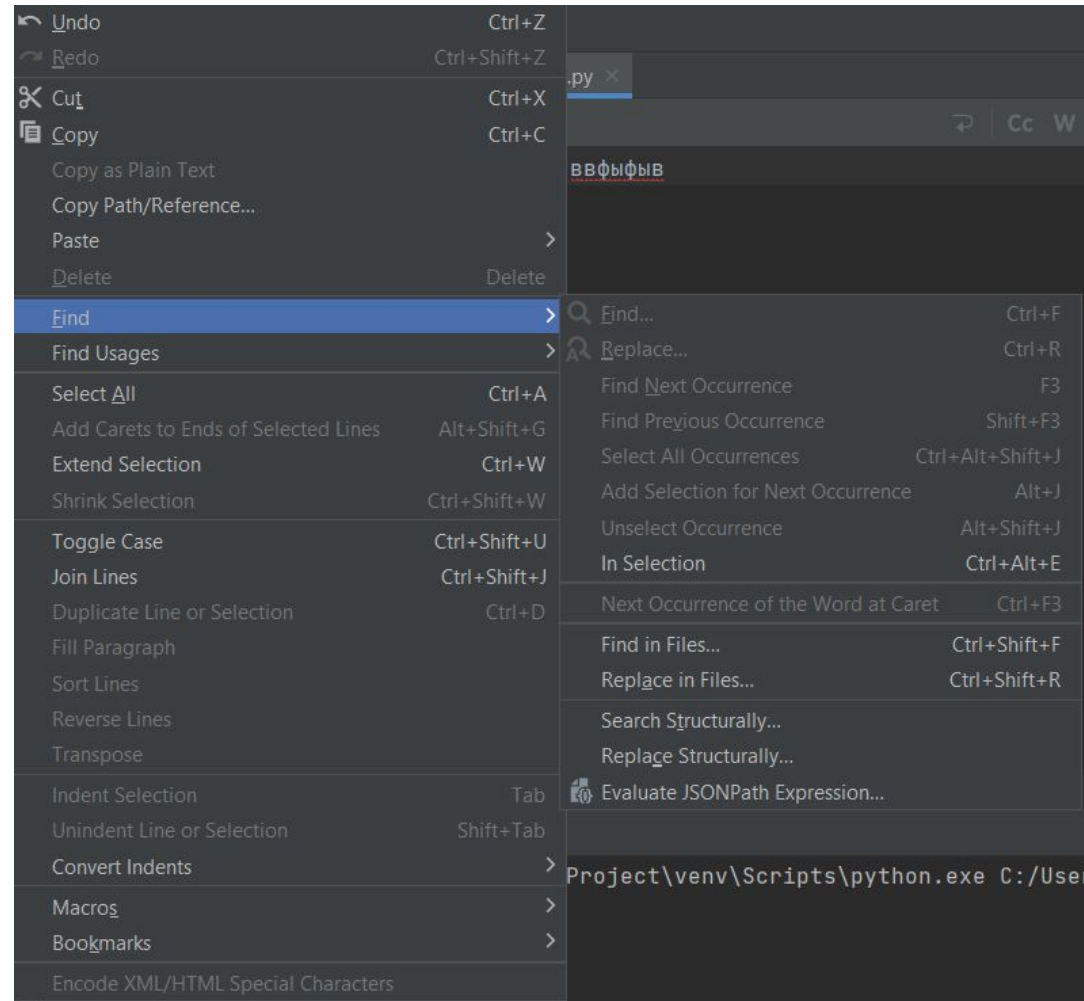 Undo Ctrl+Z
Redo Ctrl+Shift+Z
Cut Ctrl+X
Copy Ctrl+C
Copy as Plain Text
Copy Path/Reference...
Paste
Delete Delete
Find
Find Usages
Select All Ctrl+A
Add Carets to Ends of Selected Lines Alt+Shift+G
Extend Selection Ctrl+W
Shrink Selection Ctrl+Shift+W
Toggle Case Ctrl+Shift+U
Join Lines Ctrl+Shift+J
Duplicate Line or Selection Ctrl+D
Fill Paragraph
Sort Lines
Reverse Lines
Transpose
Indent Selection Tab
Unindent Line or Selection Shift+Tab
Convert Indents
Macros
Bookmarks
Encode XML/HTML Special Characters
.py
Cc W
ввфыфыв
Find... Ctrl+F
Replace... Ctrl+R
Find Next Occurrence F3
Find Previous Occurrence Shift+F3
Select All Occurrences Ctrl+Alt+Shift+J
Add Selection for Next Occurrence Alt+J
Unselect Occurrence Alt+Shift+J
In Selection Ctrl+Alt+E
Next Occurrence of the Word at Caret Ctrl+F3
Find in Files... Ctrl+Shift+F
Replace in Files... Ctrl+Shift+R
Search Structurally...
Replace Structurally...
Evaluate JSONPath Expression...
Project\venv\Scripts\python.exe C:/Use